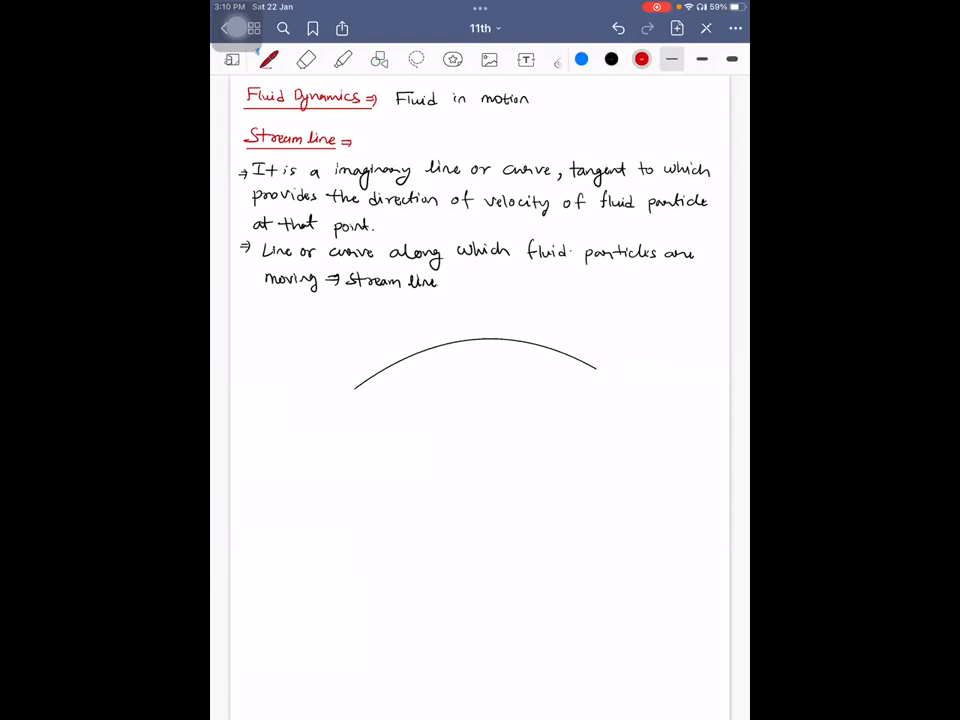 3:10 PM Sat 22 Jan
59%
11th
T
Fluid Dynamics ⇒ Fluid in motion
Stream line ⇒
→ It is a imaginary line or curve, tangent to which
provides the direction of velocity of fluid particle
at that point.
⇒ Line or curve along which fluid particles are
moving ⇒ stream line